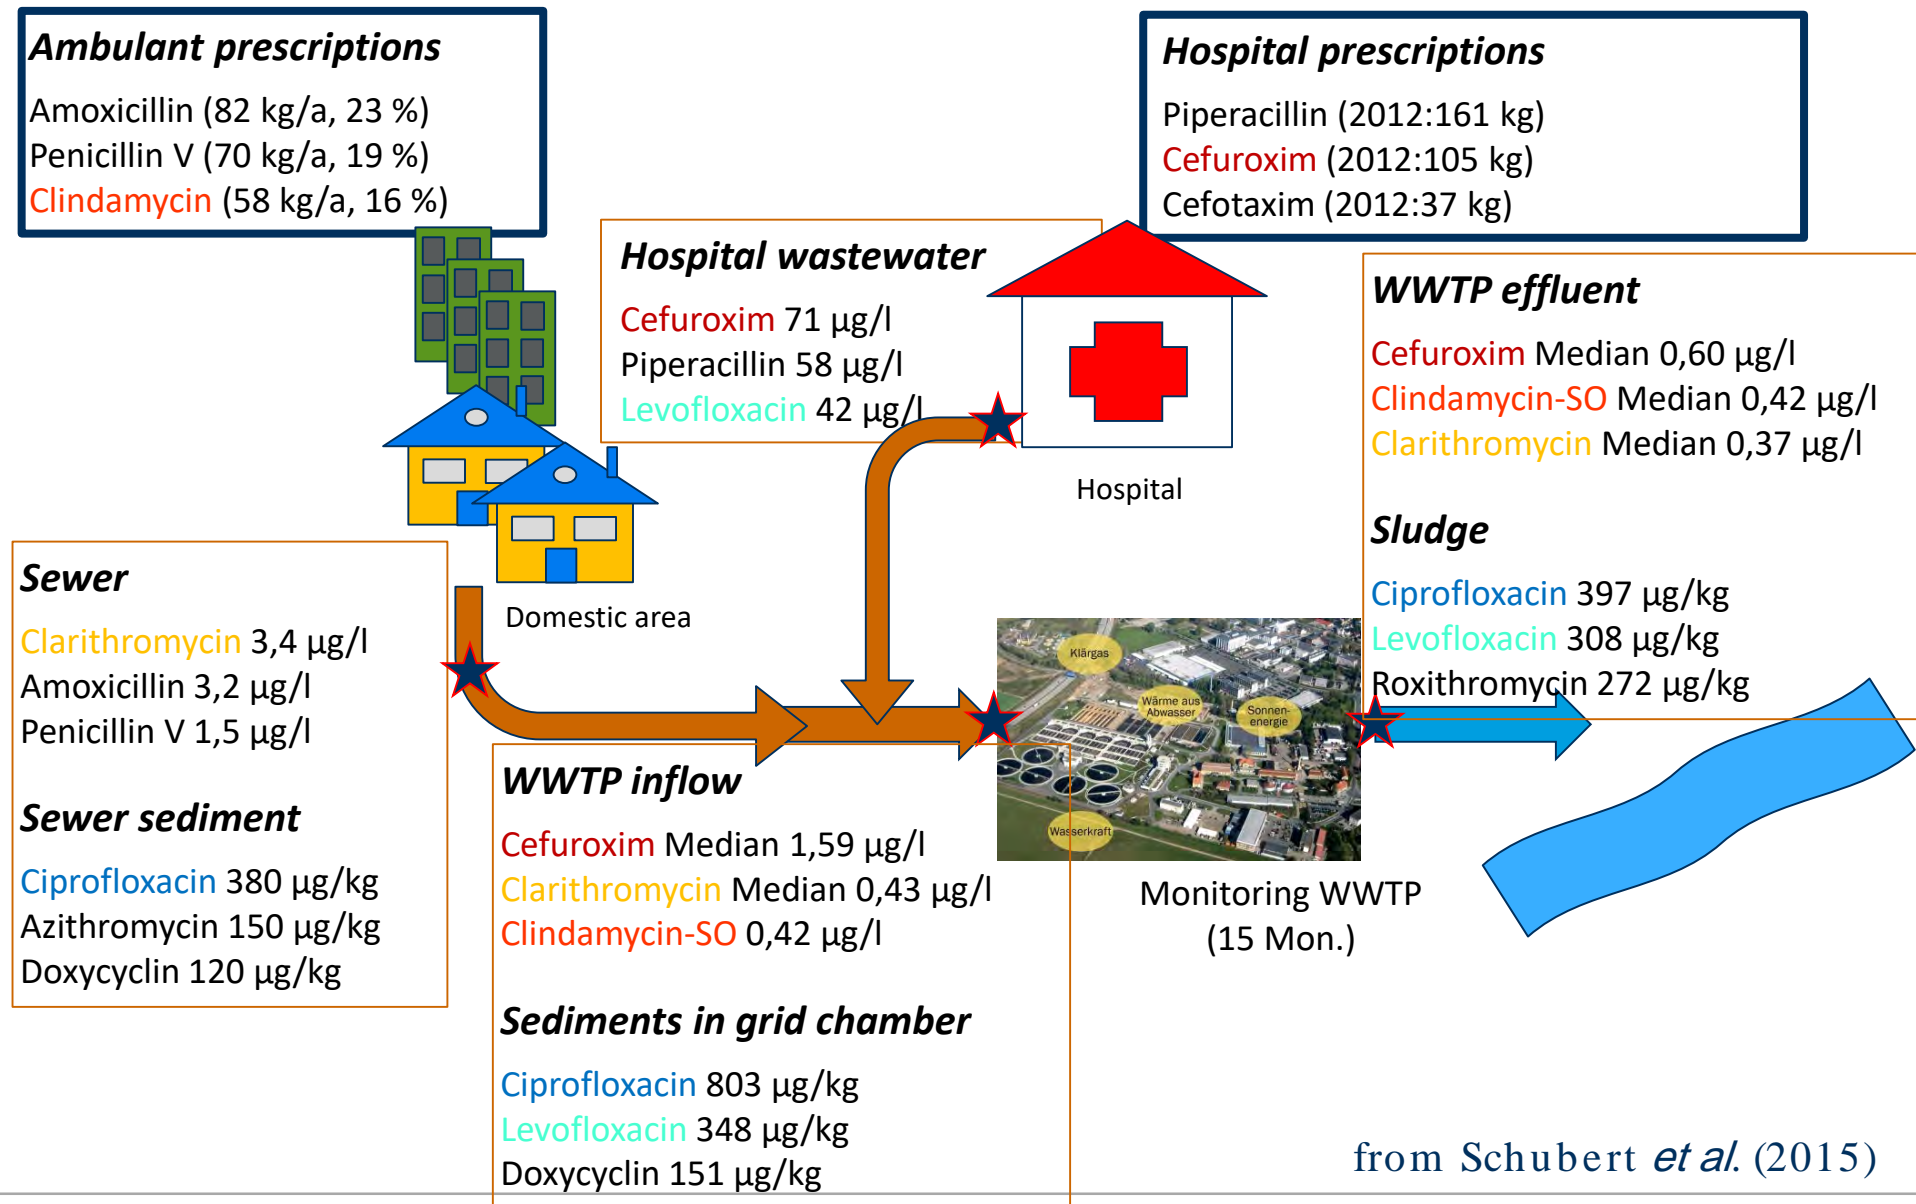 Ambulant prescriptions
Amoxicillin (82 kg/a, 23 %)
Penicillin V (70 kg/a, 19 %)
Clindamycin (58 kg/a, 16 %)
Hospital prescriptions
Piperacillin (2012:161 kg)
Cefuroxim (2012:105 kg)
Cefotaxim (2012:37 kg)
Hospital wastewater
Cefuroxim 71 µg/l
Piperacillin 58 µg/l
Levofloxacin 42 µg/l
Hospital
WWTP effluent
Cefuroxim Median 0,60 µg/l
Clindamycin-SO Median 0,42 µg/l
Clarithromycin Median 0,37 µg/l
Sludge
Ciprofloxacin 397 µg/kg
Levofloxacin 308 µg/kg
Roxithromycin 272 µg/kg
Domestic area
Sewer
Clarithromycin 3,4 µg/l
Amoxicillin 3,2 µg/l
Penicillin V 1,5 µg/l
Sewer sediment
Ciprofloxacin 380 µg/kg
Azithromycin 150 µg/kg
Doxycyclin 120 µg/kg
WWTP inflow
Cefuroxim Median 1,59 µg/l
Clarithromycin Median 0,43 µg/l
Clindamycin-SO 0,42 µg/l
Sediments in grid chamber
Ciprofloxacin 803 µg/kg
Levofloxacin 348 µg/kg
Doxycyclin 151 µg/kg
Klärgas
Wärme aus
Abwasser
Sonnen-
energie
Wasserkraft
Monitoring WWTP
(15 Mon.)
from Schubert et al. (2015)